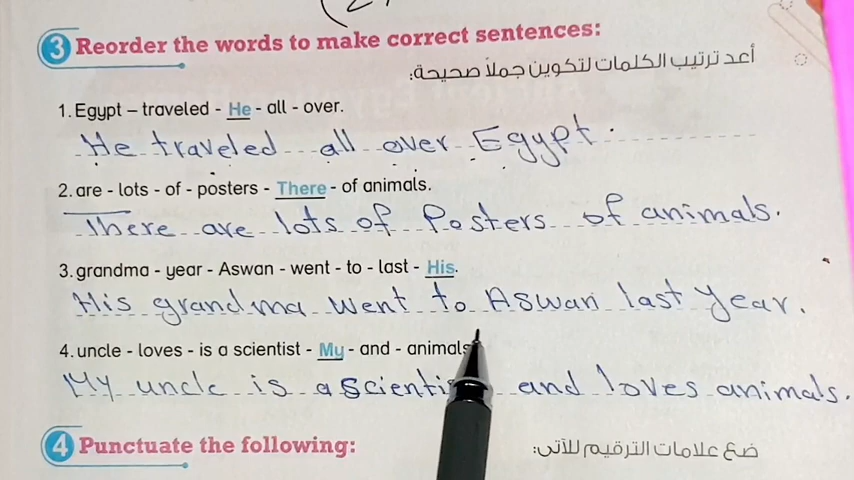 3 Reorder the words to make correct sentences:
أعد ترتيب الكلمات لتكوين جملاً صحيحة:
1. Egypt – traveled - He - all - over.
He traveled all over Egypt.
2. are - lots - of - posters - There - of animals.
There are lots of Posters of animals.
3. grandma - year - Aswan - went - to - last - His.
His grandma went to Aswan last year.
4. uncle - loves - is a scientist - My - and - animals
My uncle is a scienti and loves animals.
4 Punctuate the following:
ضع علامات الترقيم للآتي: